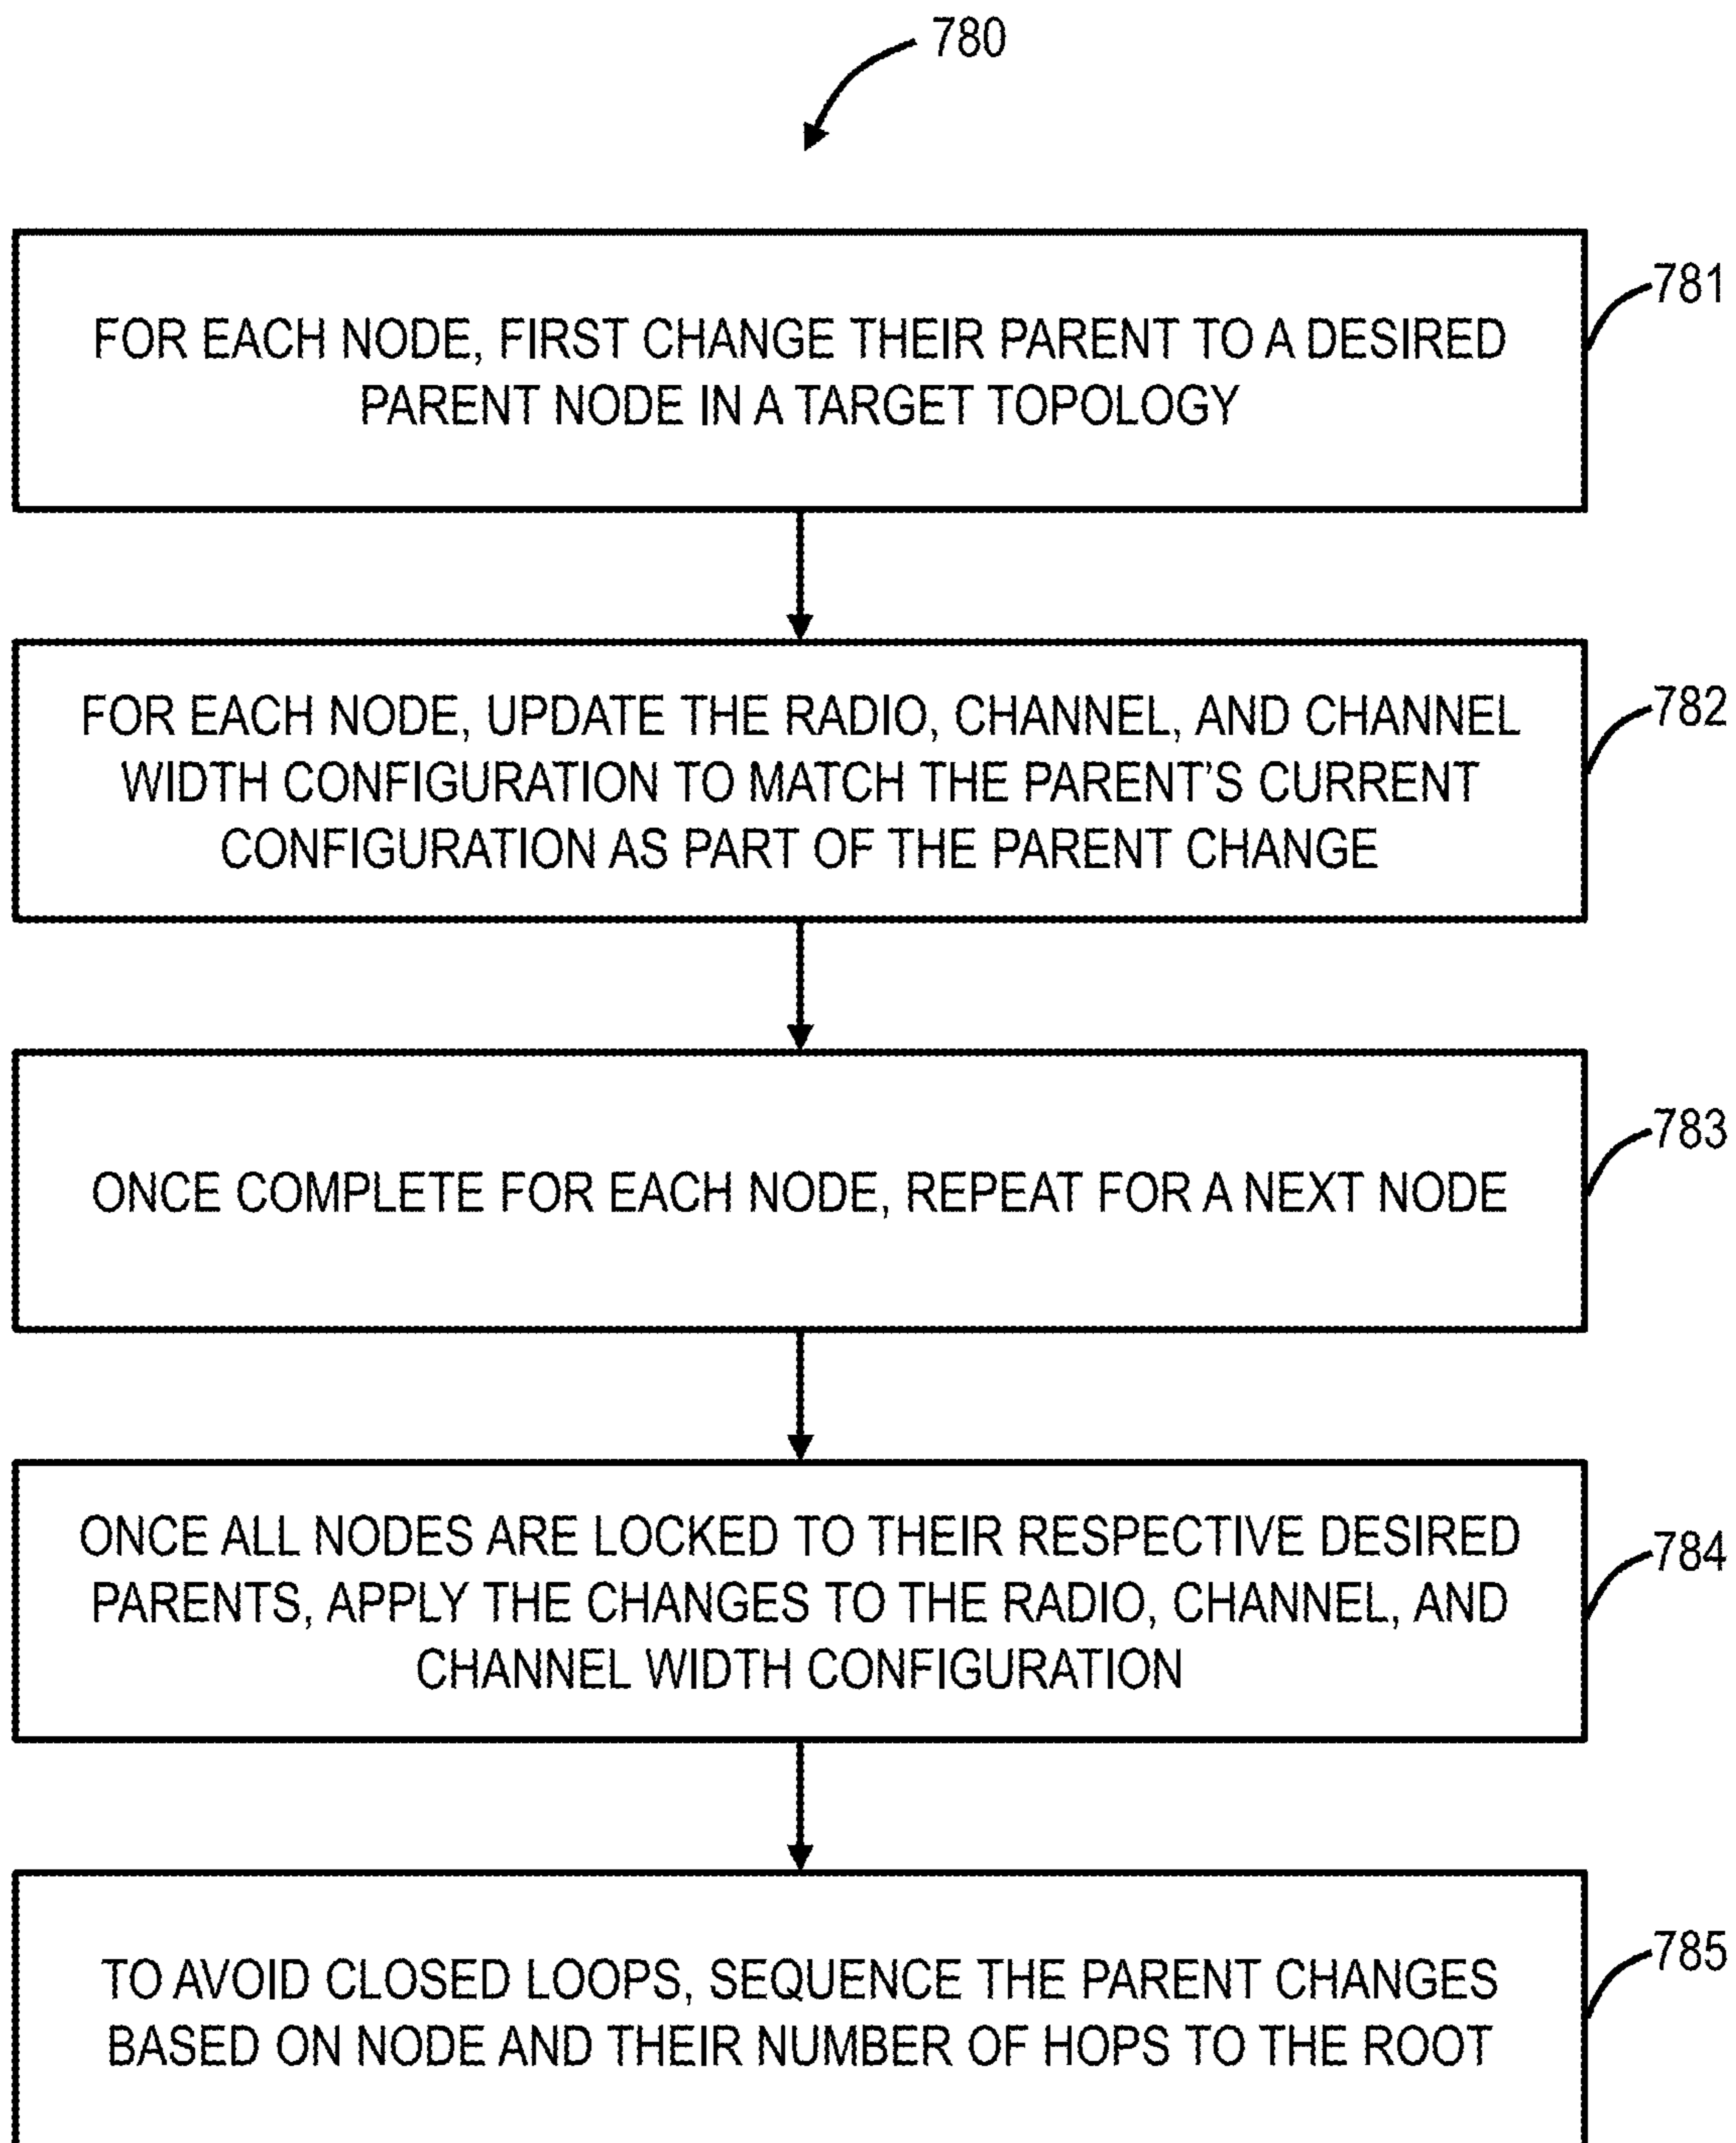 780
FOR EACH NODE, FIRST CHANGE THEIR PARENT TO A DESIRED
PARENT NODE IN A TARGET TOPOLOGY
781
FOR EACH NODE, UPDATE THE RADIO, CHANNEL, AND CHANNEL
WIDTH CONFIGURATION TO MATCH THE PARENT'S CURRENT
CONFIGURATION AS PART OF THE PARENT CHANGE
782
ONCE COMPLETE FOR EACH NODE, REPEAT FOR A NEXT NODE
783
ONCE ALL NODES ARE LOCKED TO THEIR RESPECTIVE DESIRED
PARENTS, APPLY THE CHANGES TO THE RADIO, CHANNEL, AND
CHANNEL WIDTH CONFIGURATION
784
TO AVOID CLOSED LOOPS, SEQUENCE THE PARENT CHANGES
BASED ON NODE AND THEIR NUMBER OF HOPS TO THE ROOT
785